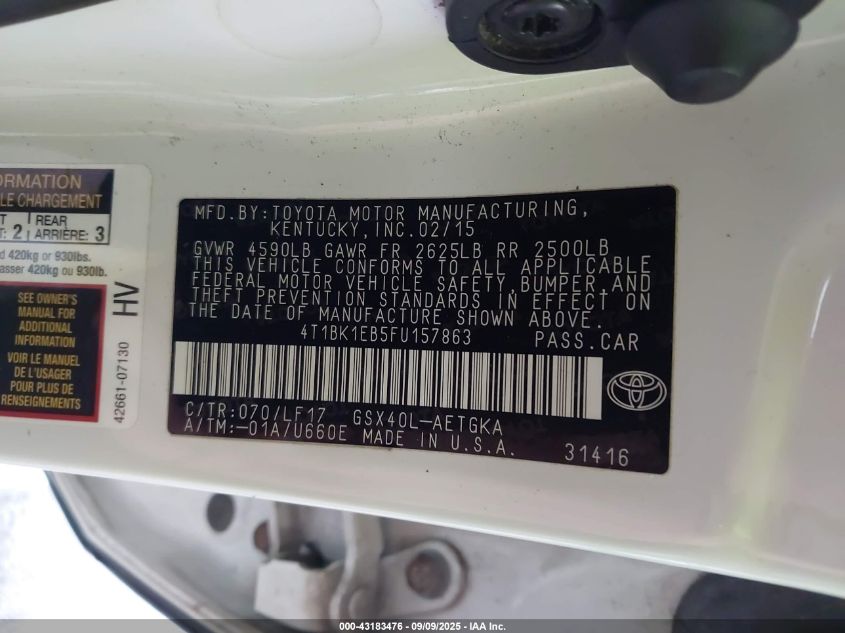 ORMATION
LE CHARGEMENT
T
REAR
: 2
ARRIÈRE: 3
d 420kg or 930lbs.
asser 420kg ou 930lb.
SEE OWNER'S
MANUAL FOR
ADDITIONAL
INFORMATION
VOIR LE MANUEL
DE L'USAGER
POUR PLUS DE
RENSEIGNEMENTS
HV
42661-07130
MFD.BY:TOYOTA MOTOR MANUFACTURING,
KENTUCKY,INC.02/15
GVWR 4590LB GAWR FR 2625LB RR 2500LB
THIS VEHICLE CONFORMS TO ALL APPLICABLE
FEDERAL MOTOR VEHICLE SAFETY,BUMPER,AND
THEFT PREVENTION STANDARDS IN EFFECT ON
THE DATE OF MANUFACTURE SHOWN ABOVE.
4T1BK1EB5FU157863 PASS.CAR
C/TR:070/LF17 GSX40L-AETGKA
A/TM:-01A/U660E MADE IN U.S.A. 31416
000-43183476 - 09/09/2025 - IAA Inc.